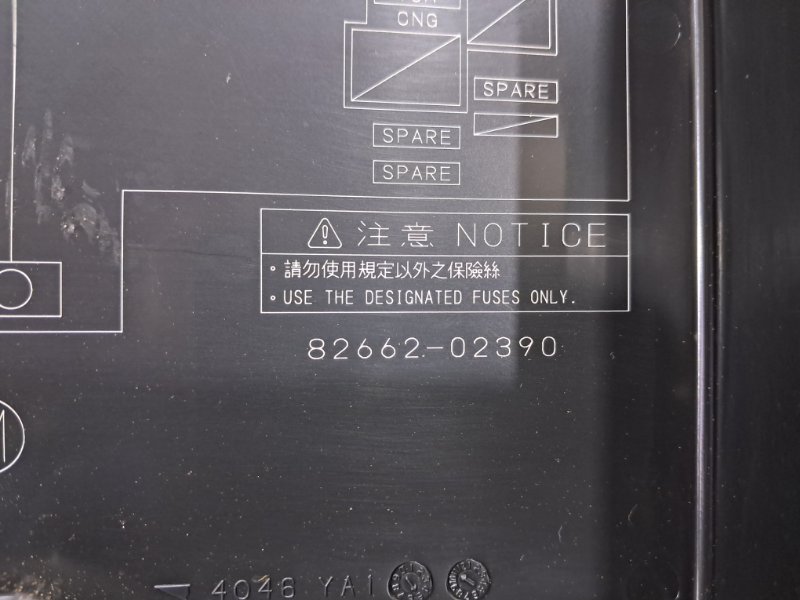 CNG
SPARE
SPARE
SPARE
注意 NOTICE
・請勿使用規定以外之保險絲
・USE THE DESIGNATED FUSES ONLY.
82662-02390
4046 YA1